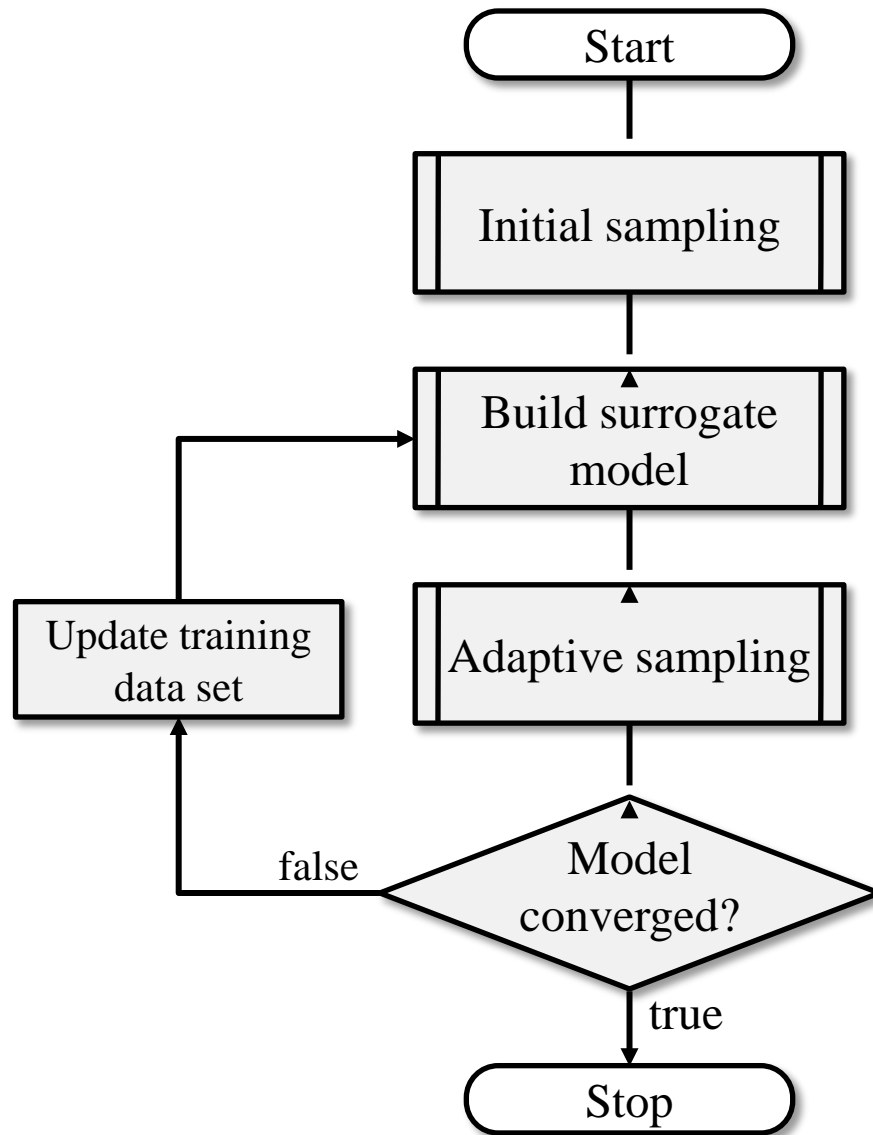 Start
Initial sampling
Build surrogate
model
Adaptive sampling
Update training
data set
Model
converged?
false
true
Stop